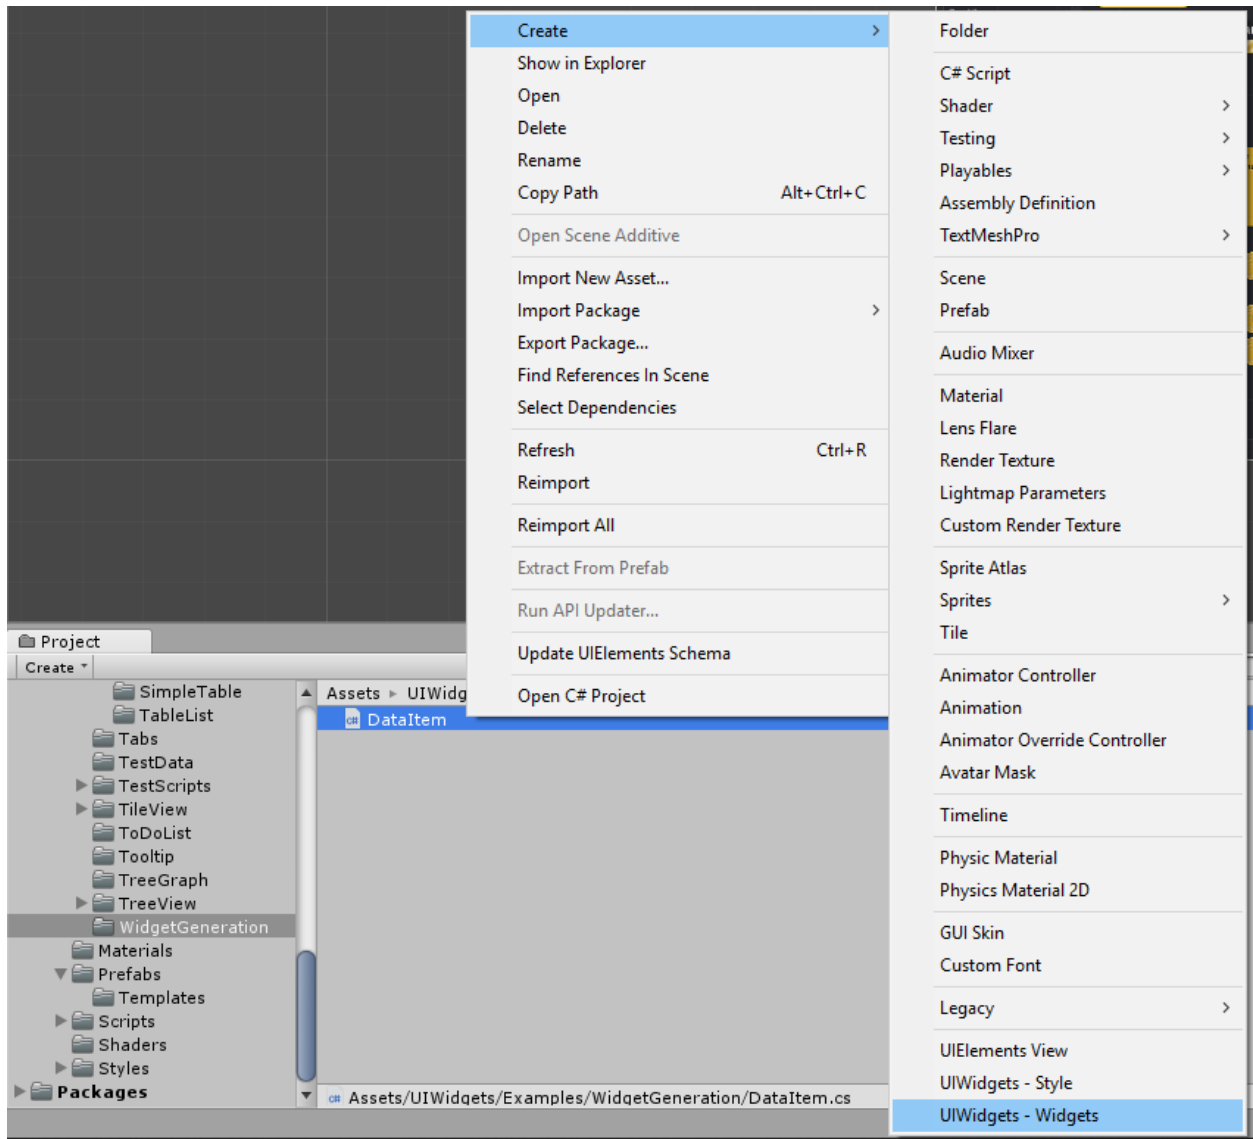 Create
Show in Explorer
Open
Delete
Rename
Copy Path Alt+Ctrl+C
Open Scene Additive
Import New Asset...
Import Package
Export Package...
Find References In Scene
Select Dependencies
Refresh Ctrl+R
Reimport
Reimport All
Extract From Prefab
Run API Updater...
Update UIElements Schema
Open C# Project
Folder
C# Script
Shader
Testing
Playables
Assembly Definition
TextMeshPro
Scene
Prefab
Audio Mixer
Material
Lens Flare
Render Texture
Lightmap Parameters
Custom Render Texture
Sprite Atlas
Sprites
Tile
Animator Controller
Animation
Animator Override Controller
Avatar Mask
Timeline
Physic Material
Physics Material 2D
GUI Skin
Custom Font
Legacy
UIElements View
UIWidgets - Style
UIWidgets - Widgets
Project
Create
SimpleTable
TableList
Tabs
TestData
TestScripts
TileView
ToDoList
Tooltip
TreeGraph
TreeView
WidgetGeneration
Materials
Prefabs
Templates
Scripts
Shaders
Styles
Packages
Assets UIWidg
C# DataItem
C# Assets/UIWidgets/Examples/WidgetGeneration/DataItem.cs